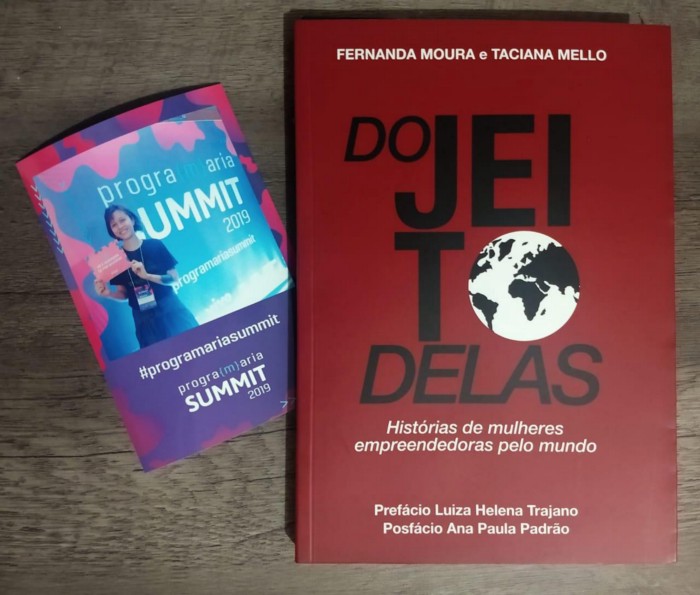 progra(m)aria
SUMMIT
2019
#programariasummit
#programariasummit
progra(m)aria
SUMMIT
2019
FERNANDA MOURA e TACIANA MELLO
DO JEI
TO
DELAS
Histórias de mulheres
empreendedoras pelo mundo
Prefácio Luiza Helena Trajano
Posfácio Ana Paula Padrão